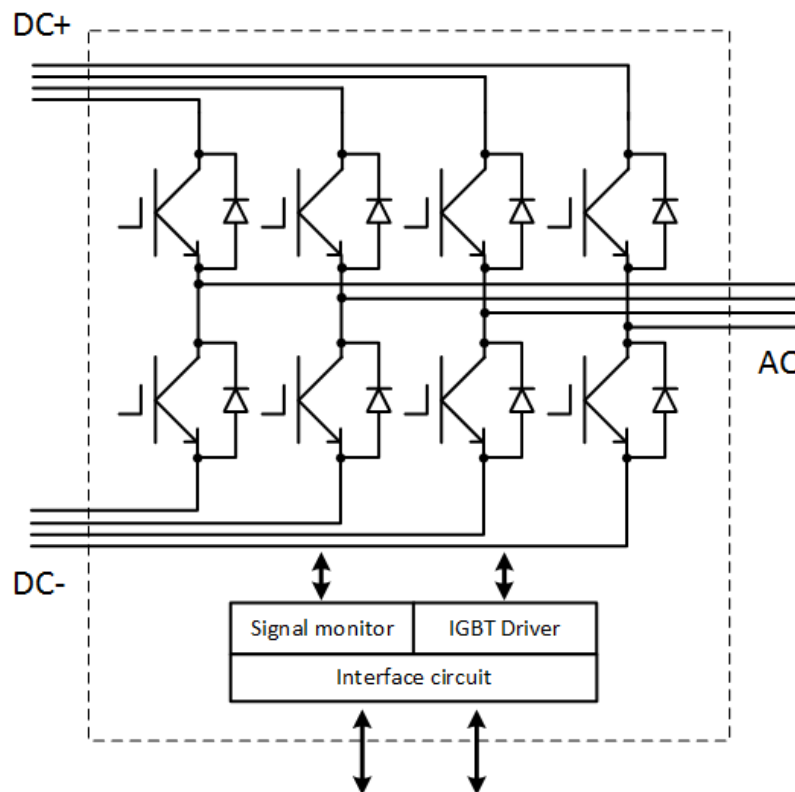 DC+
AC
DC-
Signal monitor
IGBT Driver
Interface circuit